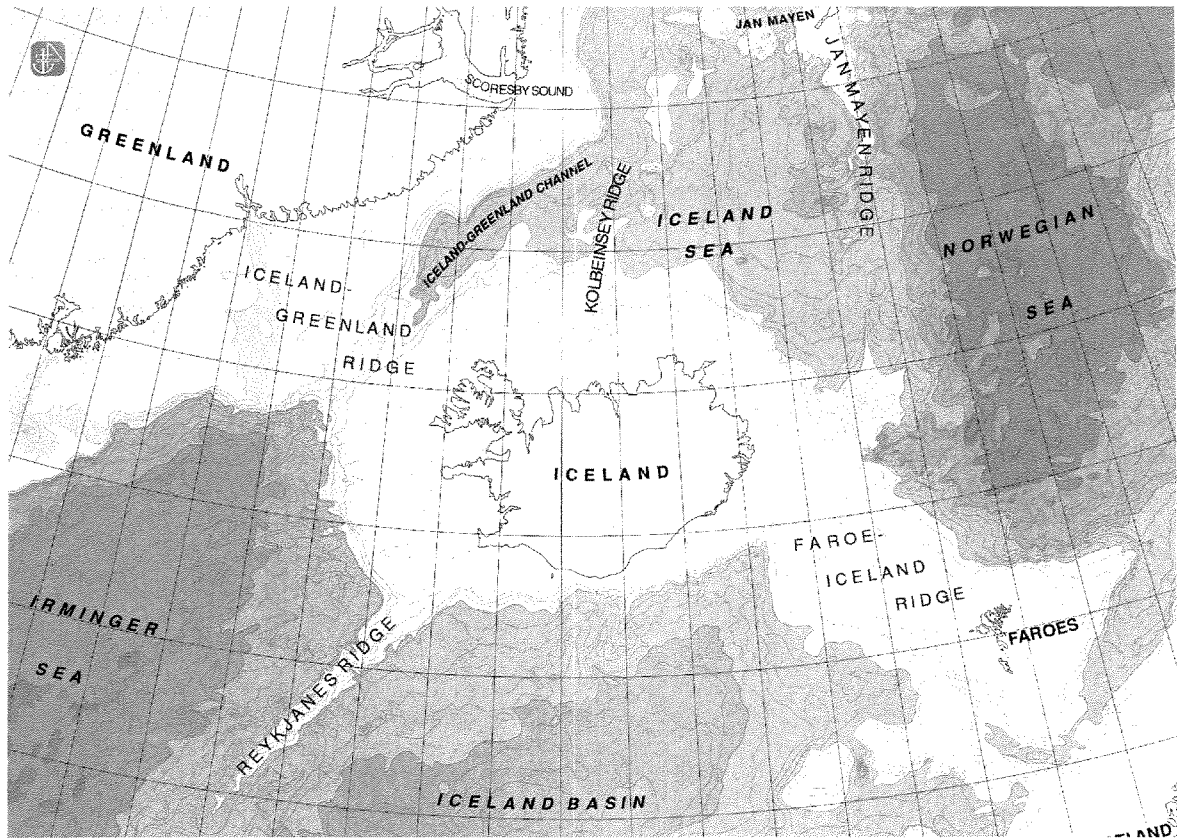 JAN MAYEN
JAN MAYEN RIDGE
SCORESBY SOUND
GREENLAND
ICELAND-GREENLAND CHANNEL
KOLBEINSEY RIDGE
ICELAND
SEA
NORWEGIAN
SEA
ICELAND-
GREENLAND
RIDGE
ICELAND
FAROE-
ICELAND
RIDGE
FAROES
IRMINGER
SEA
REYKJANES RIDGE
ICELAND BASIN